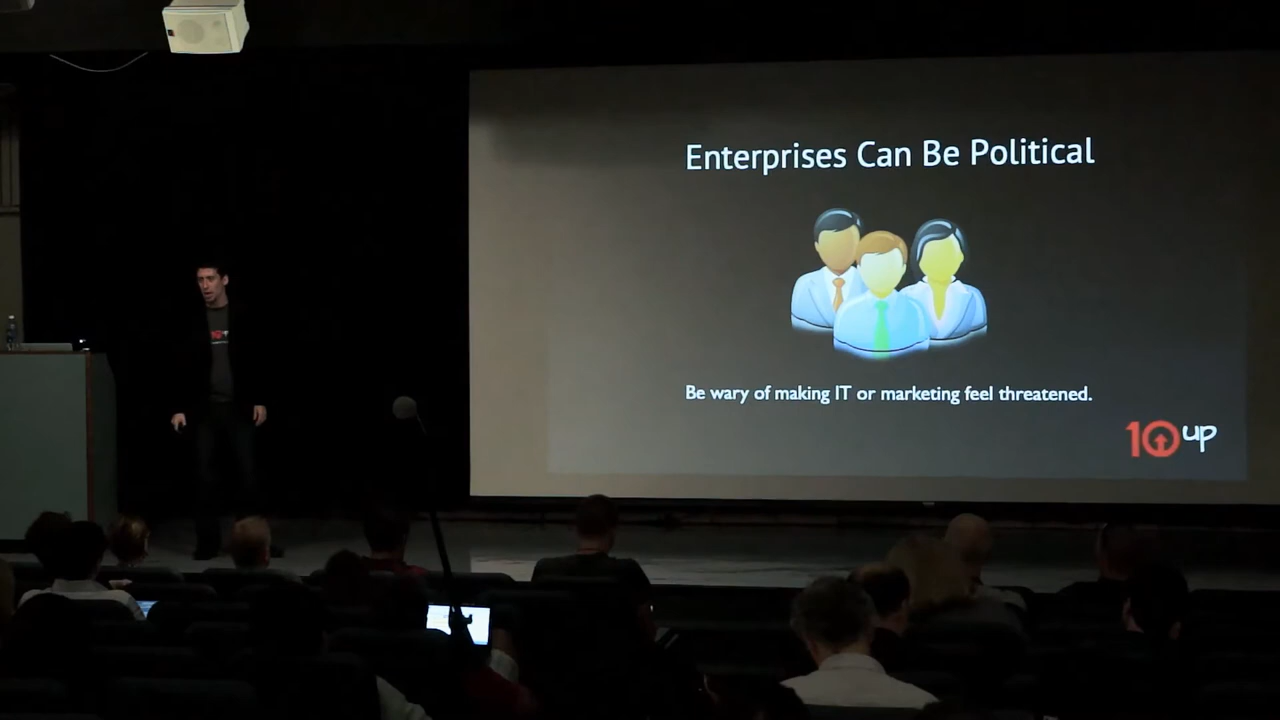 Enterprises Can Be Political
Be wary of making IT or marketing feel threatened.
10up